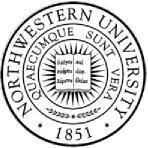 NORTHWESTERN UNIVERSITY
QUAECUMQUE SUNT VERA
1851